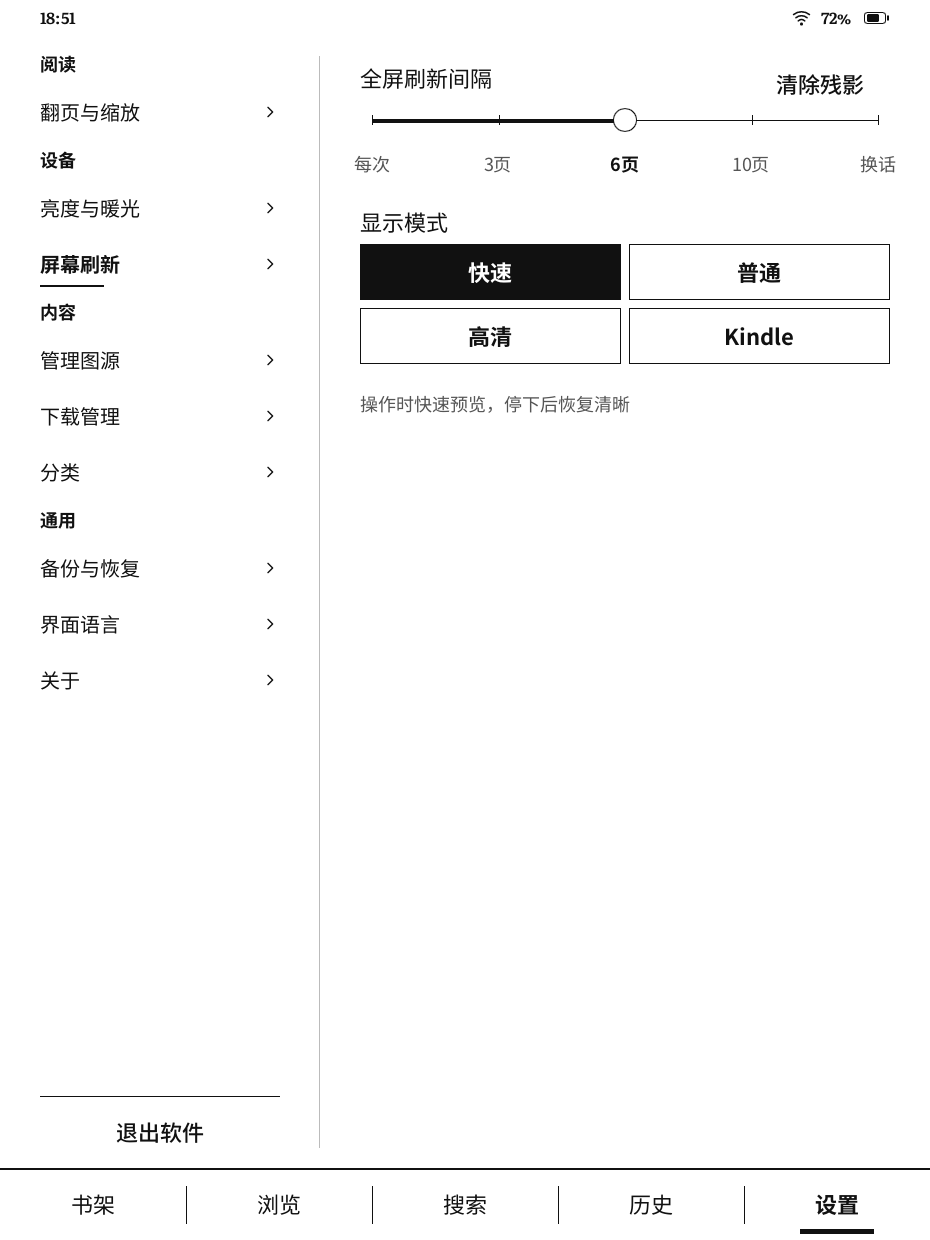 18:51
72%
阅读
翻页与缩放
设备
亮度与暖光
屏幕刷新
内容
管理图源
下载管理
分类
通用
备份与恢复
界面语言
关于
退出软件
全屏刷新间隔
清除残影
每次 3页 6页 10页 换话
显示模式
快速 普通
高清 Kindle
操作时快速预览，停下后恢复清晰
书架 浏览 搜索 历史 设置